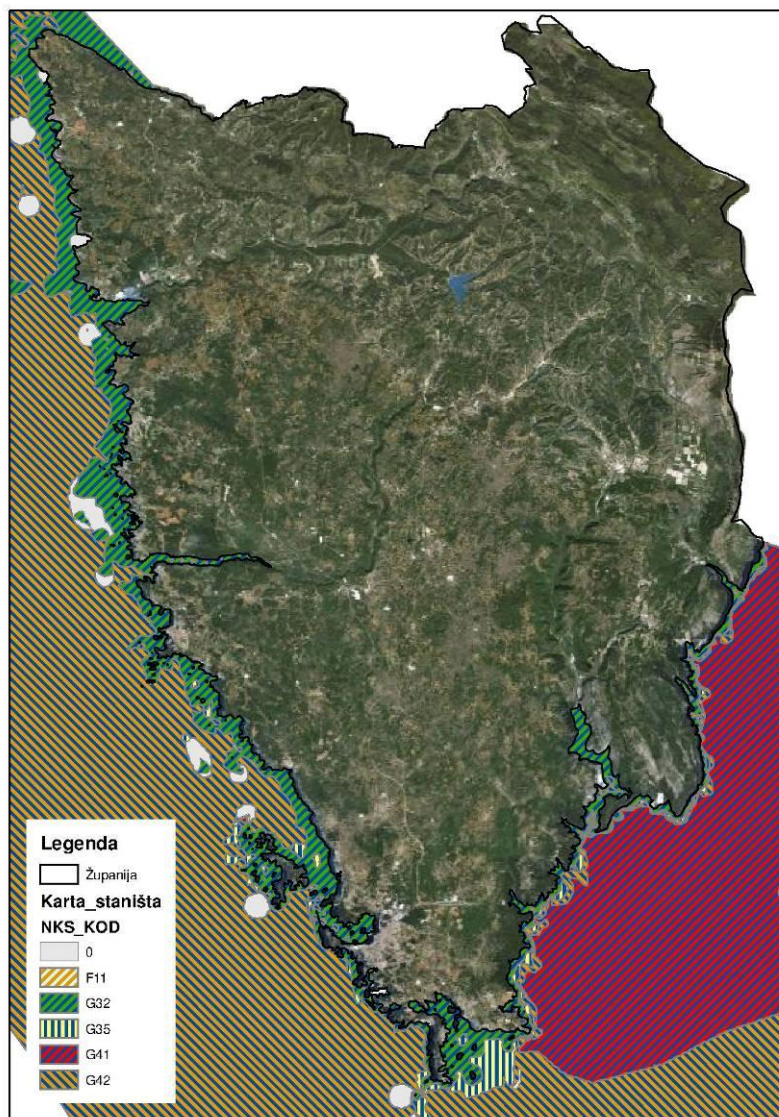 Legenda
Županija
Karta_staništa
NKS_KOD
0
F11
G32
G35
G41
G42